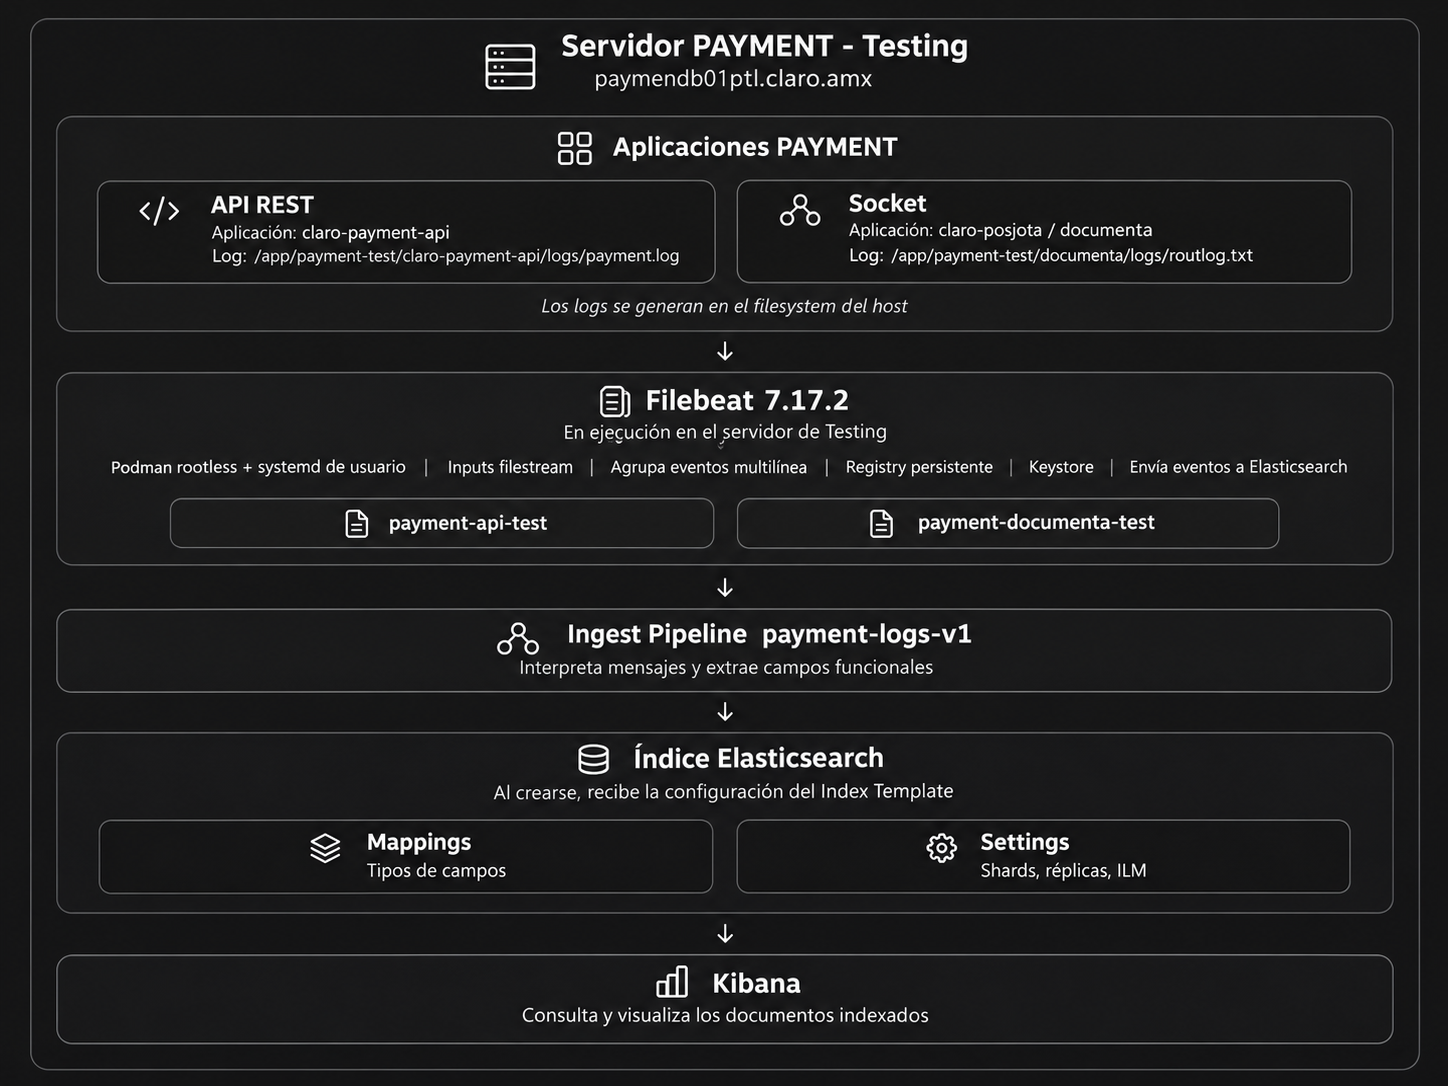 Servidor PAYMENT - Testing
paymendb01ptl.claro.amx
Aplicaciones PAYMENT
API REST
Aplicación: claro-payment-api
Log: /app/payment-test/claro-payment-api/logs/payment.log
Socket
Aplicación: claro-posjota / documenta
Log: /app/payment-test/documenta/logs/routlog.txt
Los logs se generan en el filesystem del host
Filebeat 7.17.2
En ejecución en el servidor de Testing
Podman rootless + systemd de usuario | Inputs filestream | Agrupa eventos multilínea | Registry persistente | Keystore | Envía eventos a Elasticsearch
payment-api-test
payment-documenta-test
Ingest Pipeline payment-logs-v1
Interpreta mensajes y extrae campos funcionales
Índice Elasticsearch
Al crearse, recibe la configuración del Index Template
Mappings
Tipos de campos
Settings
Shards, réplicas, ILM
Kibana
Consulta y visualiza los documentos indexados